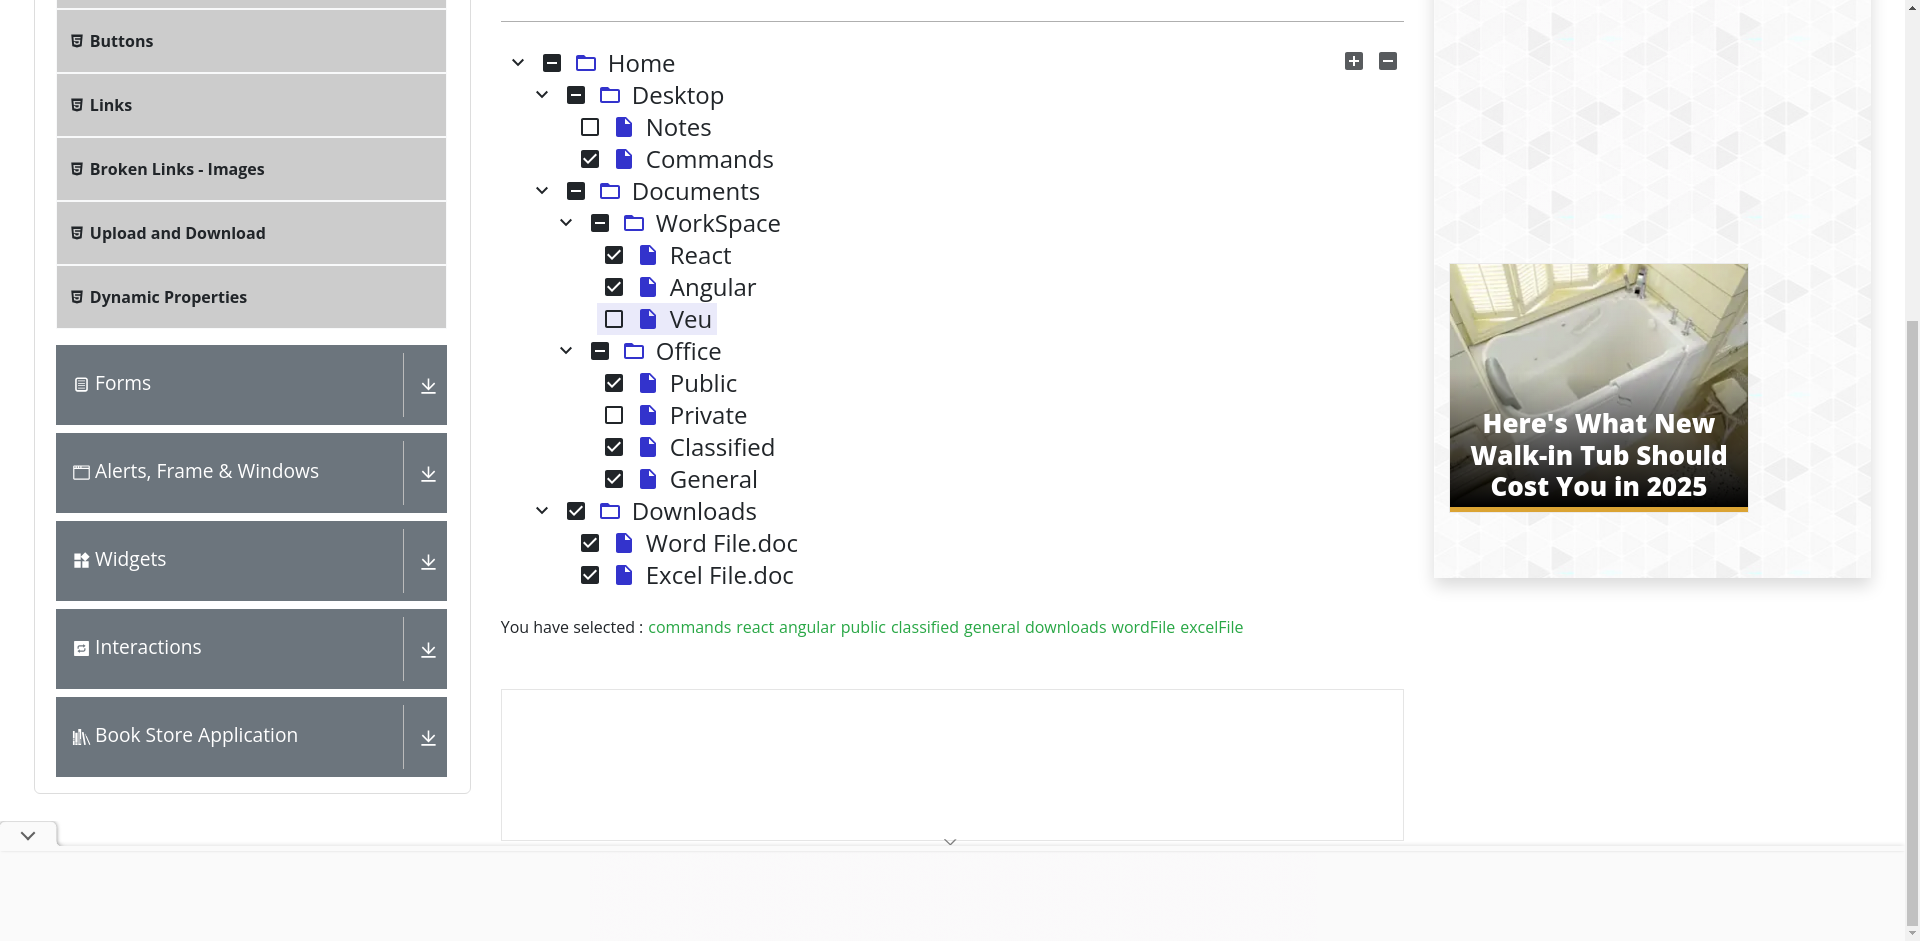 Buttons
Links
Broken Links - Images
Upload and Download
Dynamic Properties
Forms
Alerts, Frame & Windows
Widgets
Interactions
Book Store Application
Home
Desktop
Notes
Commands
Documents
WorkSpace
React
Angular
Veu
Office
Public
Private
Classified
General
Downloads
Word File.doc
Excel File.doc
You have selected : commands react angular public classified general downloads wordFile excelFile
Here's What New
Walk-in Tub Should
Cost You in 2025